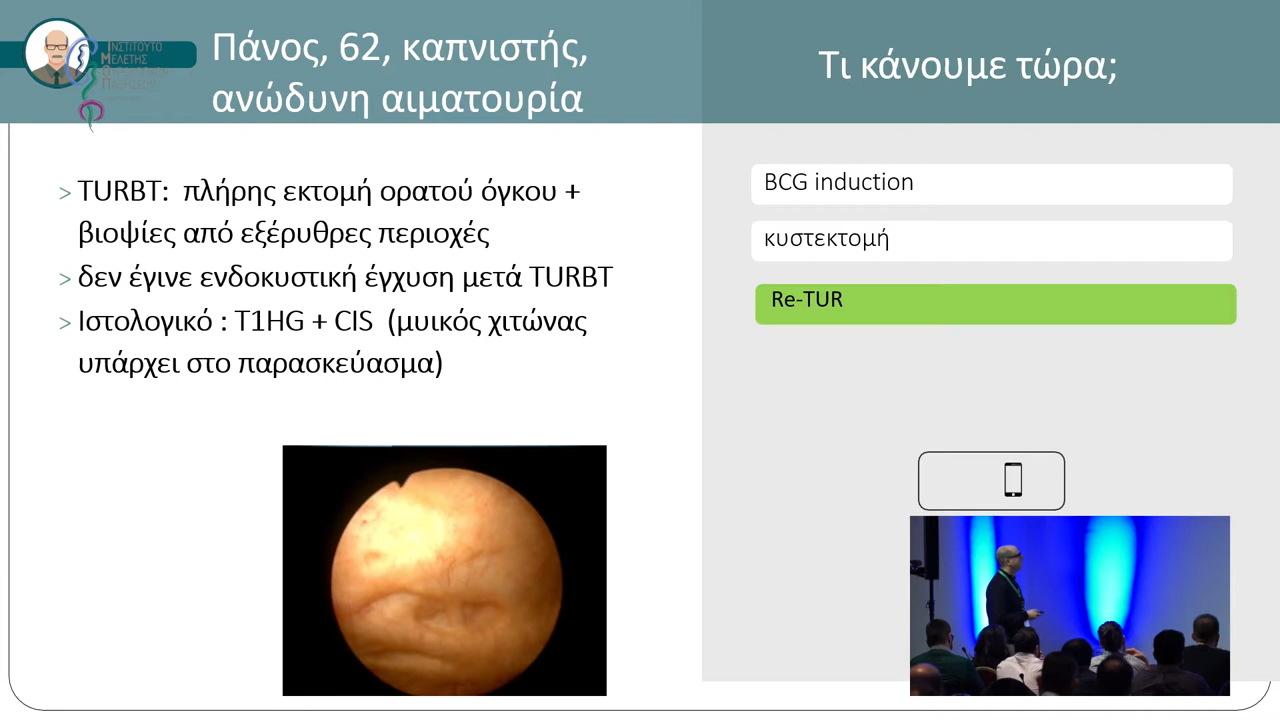 ΙΝΣΤΙΤΟΥΤΟ
ΜΕΛΕΤΗΣ
Πάνος, 62, καπνιστής,
ανώδυνη αιματουρία
Τι κάνουμε τώρα;
> TURBT: πλήρης εκτομή ορατού όγκου +
βιοψίες από εξέρυθρες περιοχές
> δεν έγινε ενδοκυστική έγχυση μετά TURBT
> Ιστολογικό : T1HG + CIS (μυικός χιτώνας
υπάρχει στο παρασκεύασμα)
BCG induction
κυστεκτομή
Re-TUR